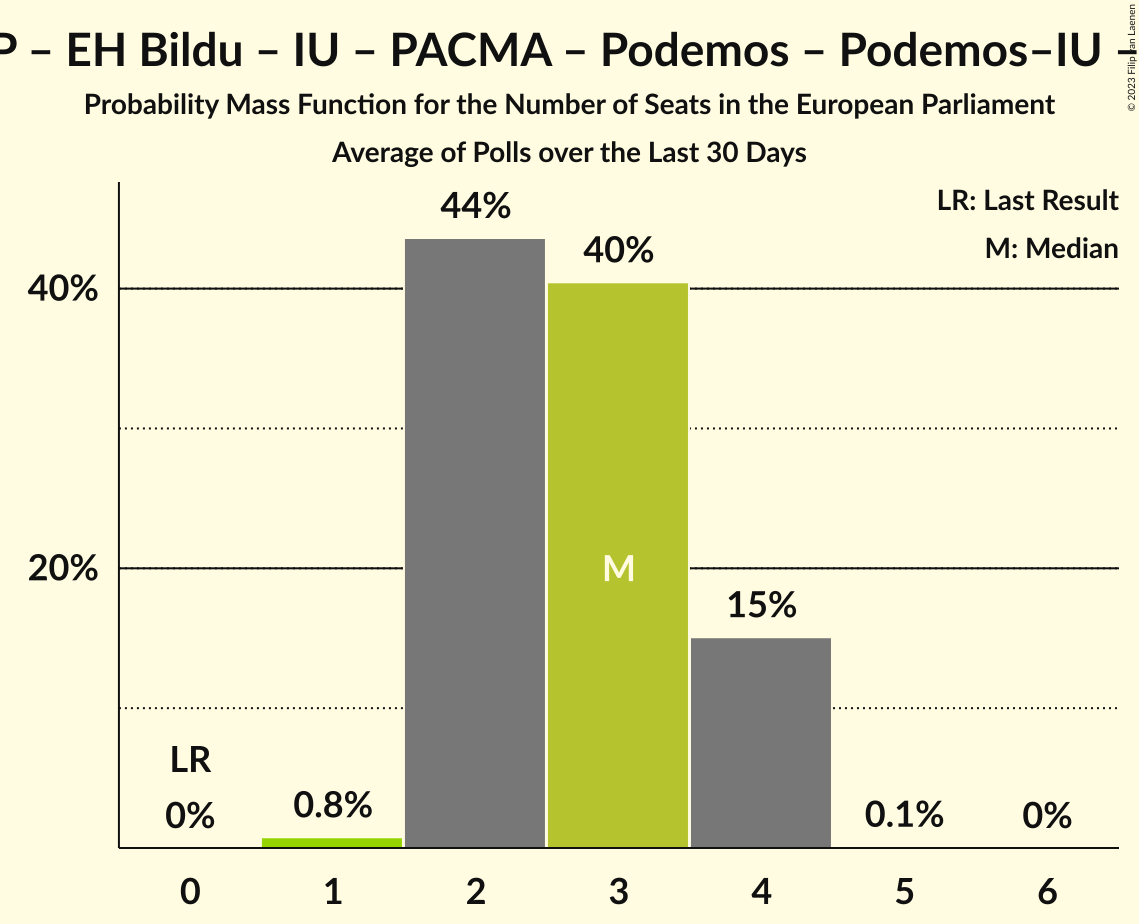 P – EH Bildu – IU – PACMA – Podemos – Podemos–IU –
Probability Mass Function for the Number of Seats in the European Parliament
Average of Polls over the Last 30 Days
© 2023 Filip van Laenen
LR: Last Result
M: Median
44%
40%
40%
M
20%
15%
LR
0%
0.8%
0.1%
0%
0 1 2 3 4 5 6